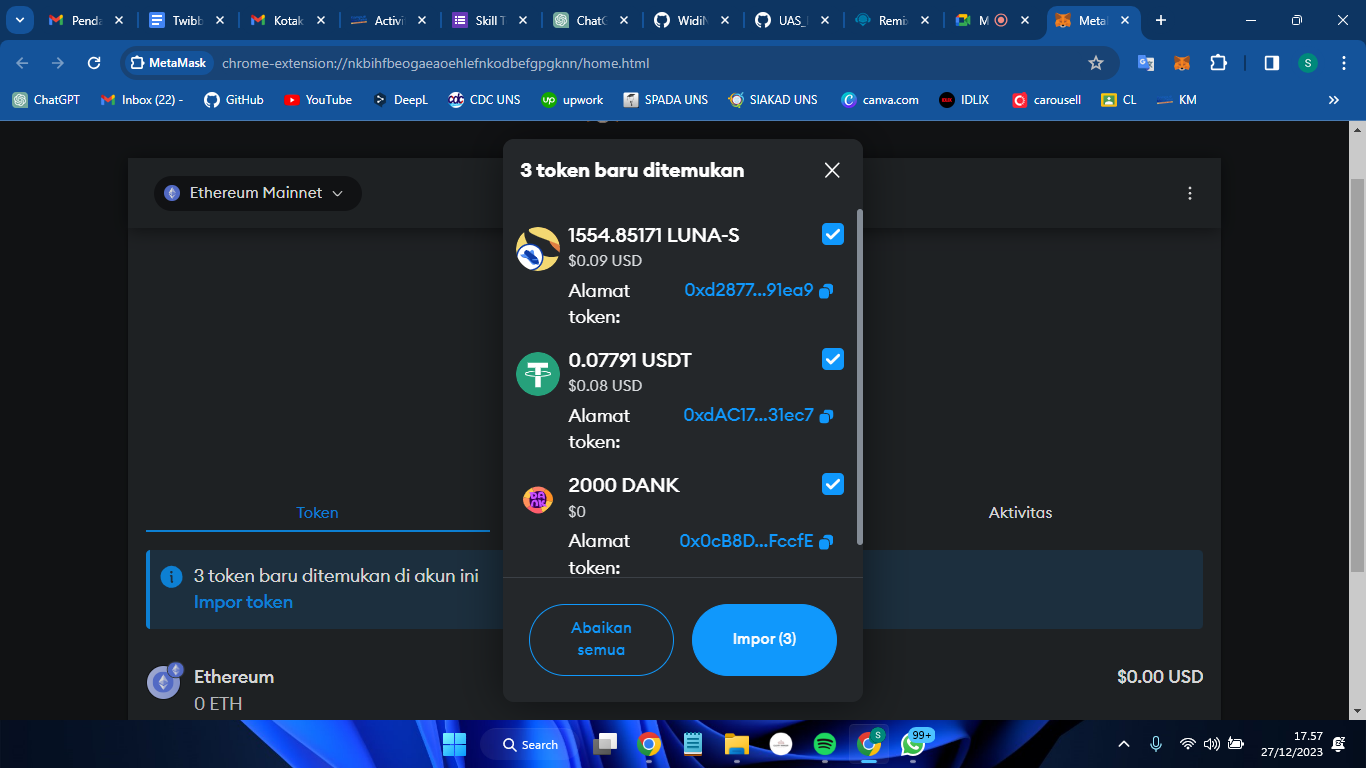 Penda
Twibb
Kotak
Activi
Skill T
ChatG
WidiN
UAS_
Remix
M
Metal
MetaMask
chrome-extension://nkbihfbeogaeaoehlefnkodbefgpgknn/home.html
S
ChatGPT
Inbox (22) -
GitHub
YouTube
DeepL
CDC UNS
up
upwork
SPADA UNS
SIAKAD UNS
canva.com
IDLIX
carousell
CL
KM
3 token baru ditemukan
Ethereum Mainnet
1554.85171 LUNA-S
$0.09 USD
Alamat token:
0xd2877...91ea9
0.07791 USDT
$0.08 USD
Alamat token:
0xdAC17...31ec7
2000 DANK
$0
Alamat token:
0x0cB8D...FccfE
Token
Aktivitas
3 token baru ditemukan di akun ini
Impor token
Abaikan semua
Impor (3)
Ethereum
$0.00 USD
0 ETH
Search
S
99+
17.57
27/12/2023